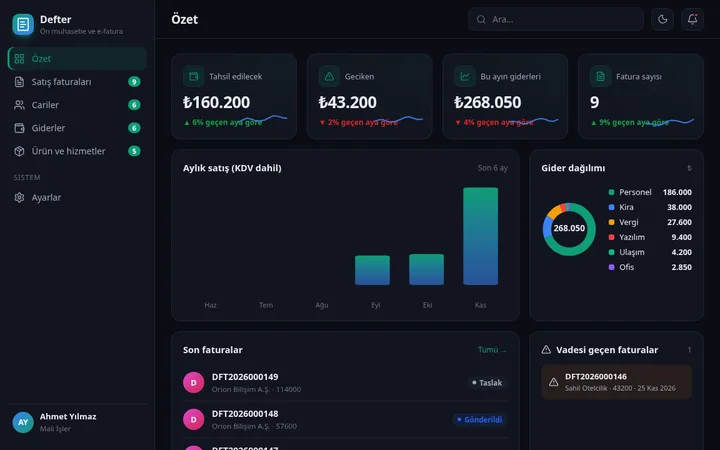 Defter
Ön muhasebe ve e-fatura
Özet
Satış faturaları 9
Cariler 6
Giderler 6
Ürün ve hizmetler 5
SİSTEM
Ayarlar
AY
Ahmet Yılmaz
Mali İşler
Özet
Ara...
Tahsil edilecek
₺160.200
▲ 6% geçen aya göre
Geciken
₺43.200
▼ 2% geçen aya göre
Bu ayın giderleri
₺268.050
▼ 4% geçen aya göre
Fatura sayısı
9
▲ 9% geçen aya göre
Aylık satış (KDV dahil) Son 6 ay
Haz Tem Ağu Eyl Eki Kas
Gider dağılımı ₺
268.050
Personel 186.000
Kira 38.000
Vergi 27.600
Yazılım 9.400
Ulaşım 4.200
Ofis 2.850
Son faturalar Tümü →
D
DFT2026000149
Orion Bilişim A.Ş. · 114000
Taslak
D
DFT2026000148
Orion Bilişim A.Ş. · 57600
Gönderildi
Vadesi geçen faturalar 1
DFT2026000146
Sahil Otelcilik · 43200 · 25 Kas 2026